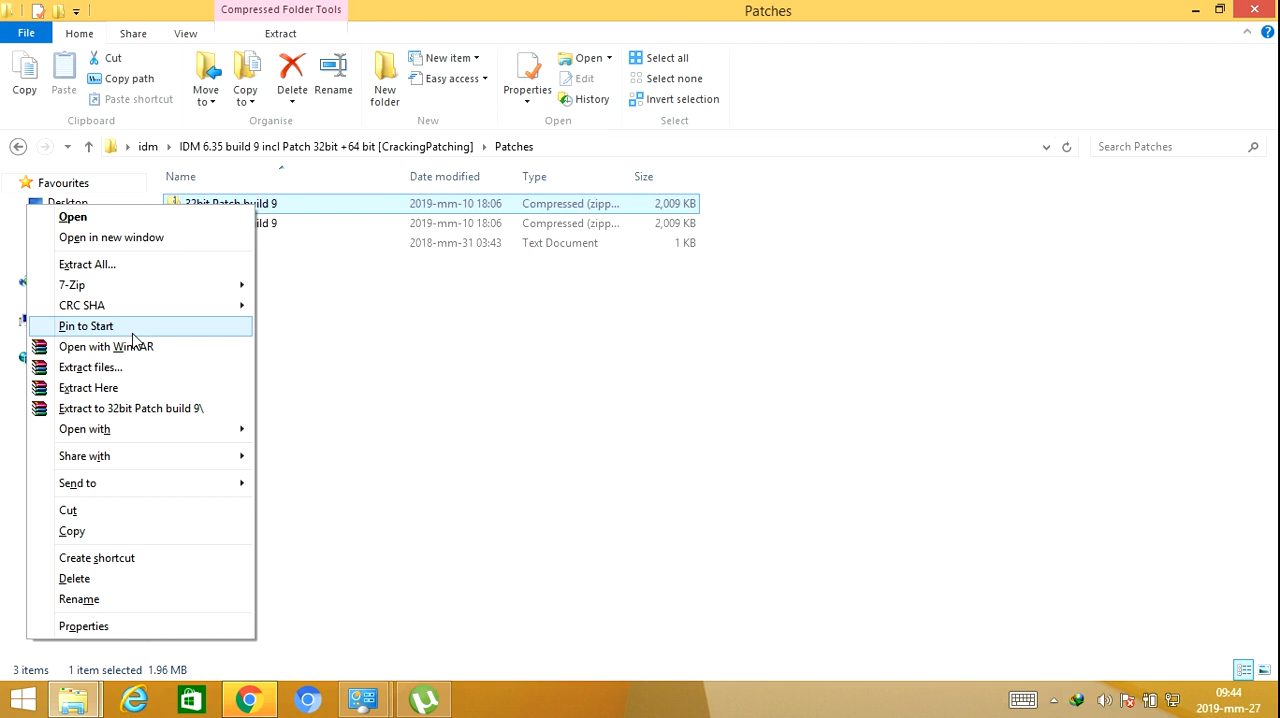 Compressed Folder Tools
Patches
File
Home
Share
View
Extract
Copy
Paste
Cut
Copy path
Paste shortcut
Clipboard
Move to
Copy to
Delete
Rename
Organise
New folder
New item
Easy access
New
Properties
Open
Edit
History
Open
Select all
Select none
Invert selection
Select
idm
IDM 6.35 build 9 incl Patch 32bit +64 bit [CrackingPatching]
Patches
Search Patches
Favourites
Desktop
Name
Date modified
Type
Size
32bit Patch build 9
2019-mm-10 18:06
Compressed (zipp...
2,009 KB
ild 9
2019-mm-10 18:06
Compressed (zipp...
2,009 KB
2018-mm-31 03:43
Text Document
1 KB
Open
Open in new window
Extract All...
7-Zip
CRC SHA
Pin to Start
Open with WinRAR
Extract files...
Extract Here
Extract to 32bit Patch build 9\
Open with
Share with
Send to
Cut
Copy
Create shortcut
Delete
Rename
Properties
3 items
1 item selected 1.96 MB
09:44
2019-mm-27